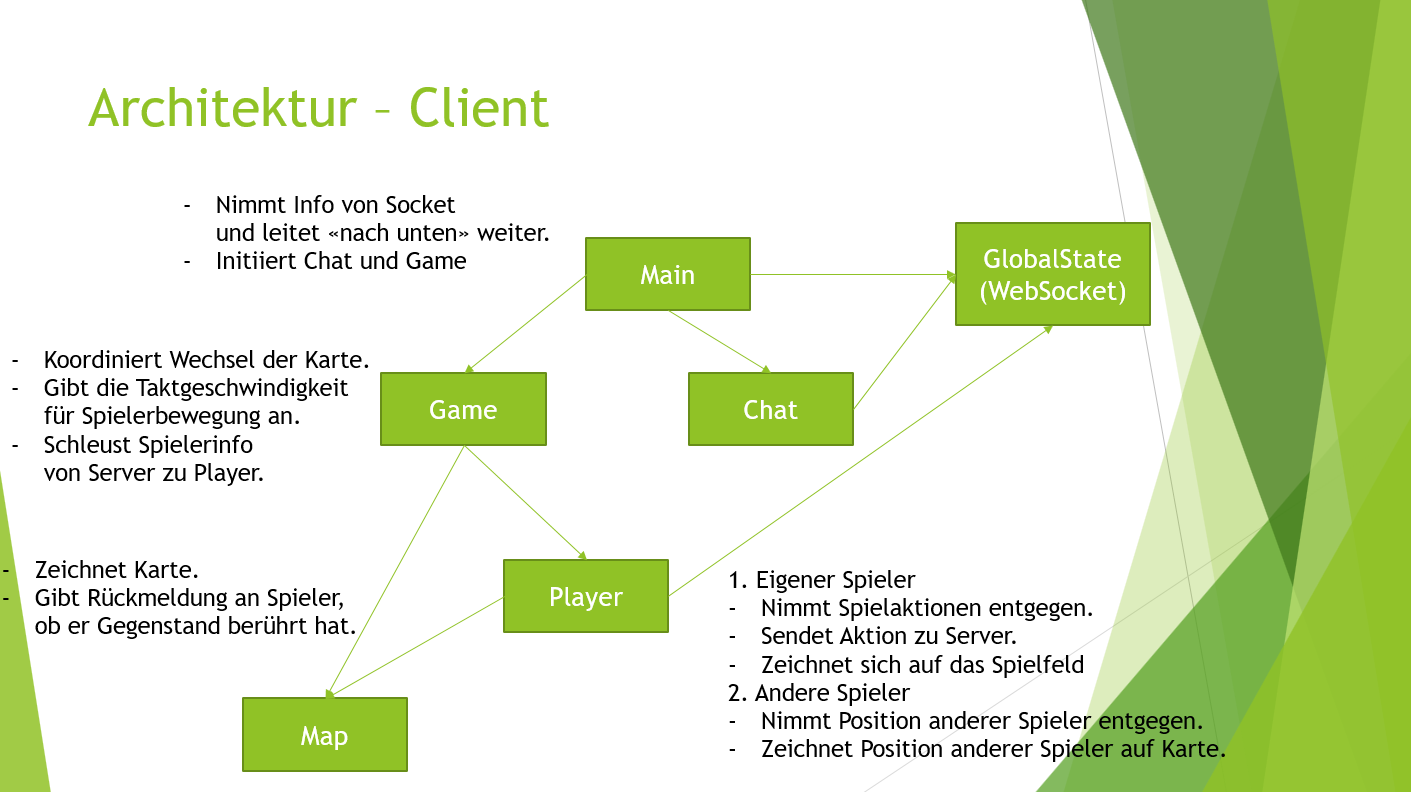 Architektur – Client
- Nimmt Info von Socket
und leitet «nach unten» weiter.
- Initiiert Chat und Game
Main
GlobalState
(WebSocket)
- Koordiniert Wechsel der Karte.
- Gibt die Taktgeschwindigkeit
für Spielerbewegung an.
- Schleust Spielerinfo
von Server zu Player.
Game
Chat
- Zeichnet Karte.
- Gibt Rückmeldung an Spieler,
ob er Gegenstand berührt hat.
Player
1. Eigener Spieler
- Nimmt Spielaktionen entgegen.
- Sendet Aktion zu Server.
- Zeichnet sich auf das Spielfeld
2. Andere Spieler
- Nimmt Position anderer Spieler entgegen.
- Zeichnet Position anderer Spieler auf Karte.
Map